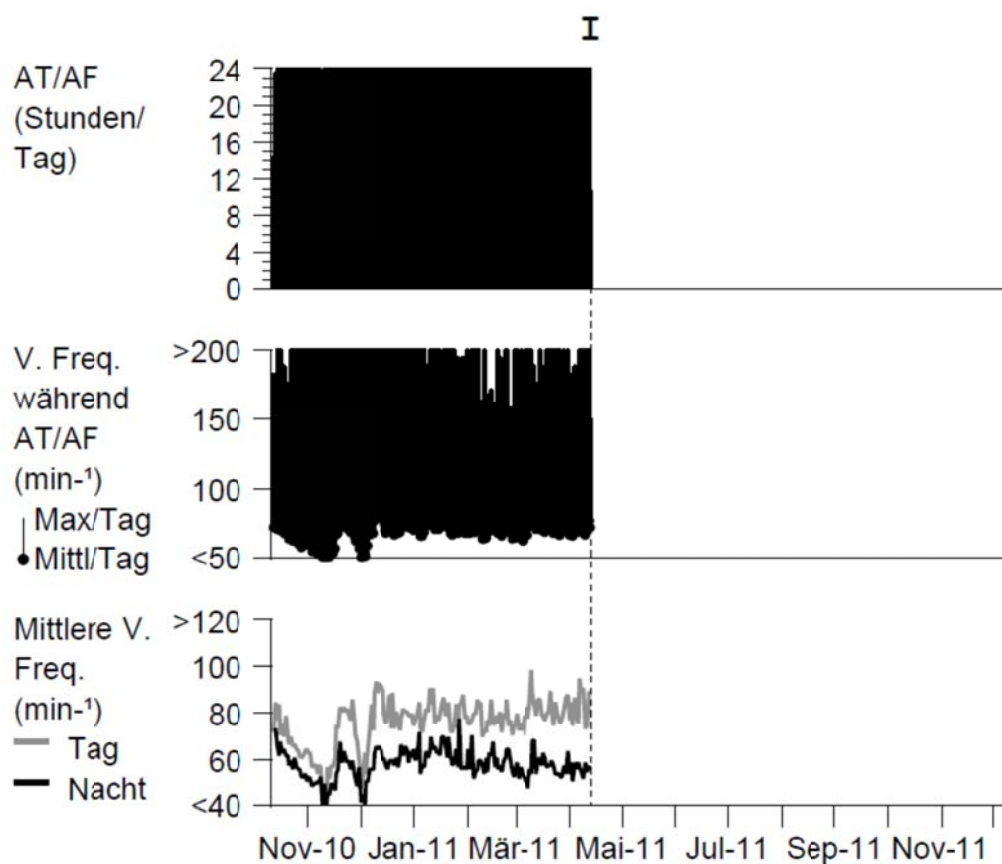 I
AT/AF
(Stunden/
Tag)
24
20
16
12
8
4
0
V. Freq.
während
AT/AF
(min-¹)
Max/Tag
Mittl/Tag
>200
150
100
<50
Mittlere V.
Freq.
(min-¹)
Tag
Nacht
>120
100
80
60
<40
Nov-10 Jan-11 Mär-11 Mai-11 Jul-11 Sep-11 Nov-11